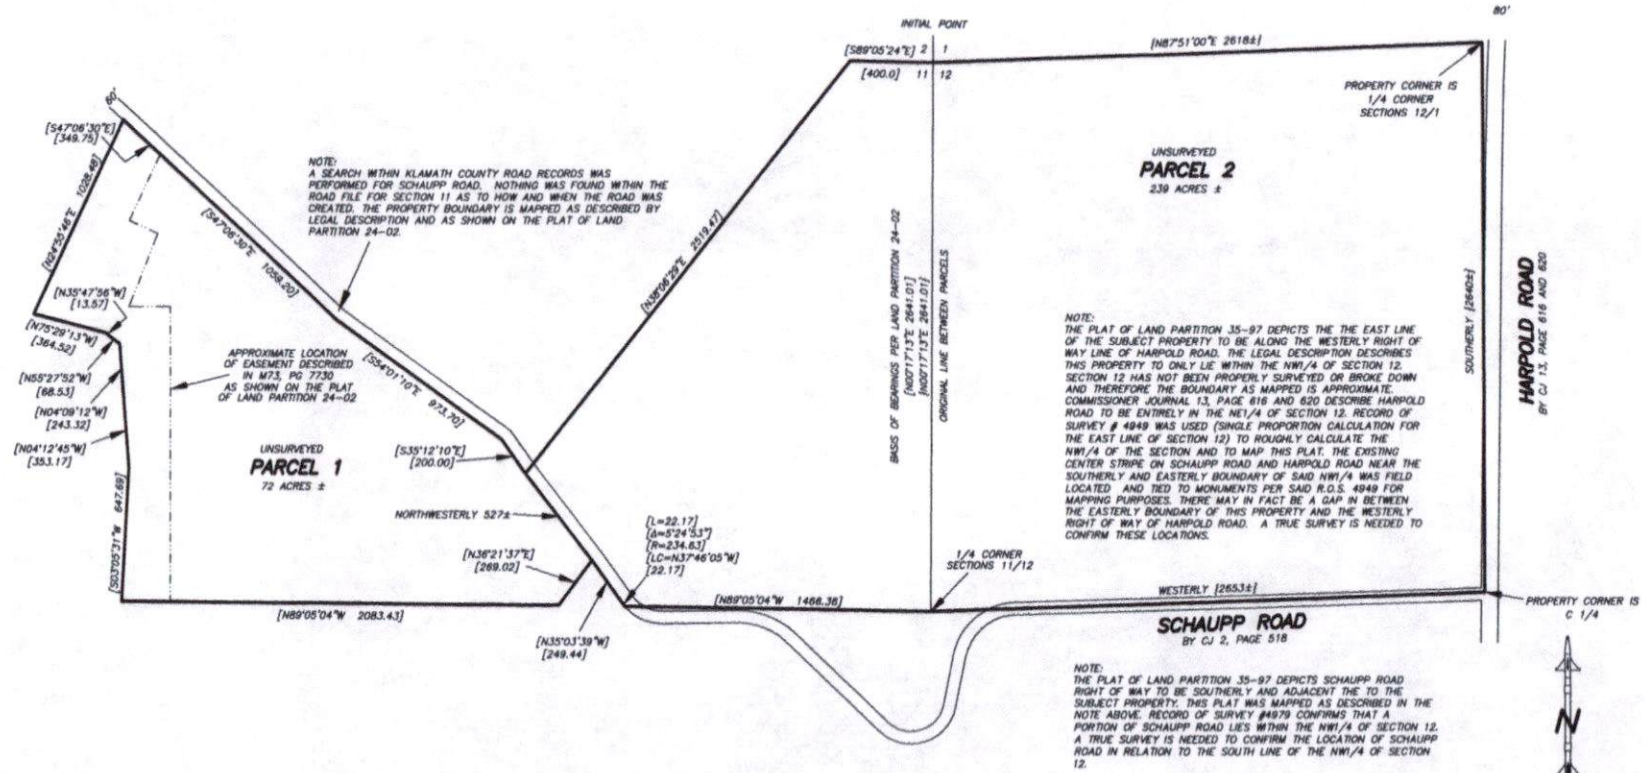 80'
INITIAL POINT
[S89°05'24"E] 2 1
[400.0] 11 12
[N87°51'00"E 2618±]
PROPERTY CORNER IS
1/4 CORNER
SECTIONS 12/1
60'
[S47°06'30"E]
[349.75]
[N24°55'46"E 1028.48]
NOTE:
A SEARCH WITHIN KLAMATH COUNTY ROAD RECORDS WAS
PERFORMED FOR SCHAUPP ROAD. NOTHING WAS FOUND WITHIN THE
ROAD FILE FOR SECTION 11 AS TO HOW AND WHEN THE ROAD WAS
CREATED. THE PROPERTY BOUNDARY IS MAPPED AS DESCRIBED BY
LEGAL DESCRIPTION AND AS SHOWN ON THE PLAT OF LAND
PARTITION 24-02.
UNSURVEYED
PARCEL 2
239 ACRES ±
[S47°06'30"E 1059.20]
[N38°06'29"E 2519.47]
BASIS OF BEARINGS PER LAND PARTITION 24-02
[N00°17'13"E 2641.01]
[N00°17'13"E 2641.01]
ORIGINAL LINE BETWEEN PARCELS
SOUTHERLY [2640±]
HARPOLD ROAD
BY CJ 13, PAGE 616 AND 620
[N35°47'56"W]
[13.57]
[N75°29'13"W]
[364.52]
[N55°27'52"W]
[68.53]
[N04°09'12"W]
[243.32]
[N04°12'45"W]
[353.17]
[S03°05'31"W 647.69]
APPROXIMATE LOCATION
OF EASEMENT DESCRIBED
IN M73, PG 7730
AS SHOWN ON THE PLAT
OF LAND PARTITION 24-02
[S54°01'10"E 973.70]
UNSURVEYED
PARCEL 1
72 ACRES ±
[S35°12'10"E]
[200.00]
NORTHWESTERLY 527±
NOTE:
THE PLAT OF LAND PARTITION 35-97 DEPICTS THE THE EAST LINE
OF THE SUBJECT PROPERTY TO BE ALONG THE WESTERLY RIGHT OF
WAY LINE OF HARPOLD ROAD. THE LEGAL DESCRIPTION DESCRIBES
THIS PROPERTY TO ONLY LIE WITHIN THE NW1/4 OF SECTION 12.
SECTION 12 HAS NOT BEEN PROPERLY SURVEYED OR BROKE DOWN
AND THEREFORE THE BOUNDARY AS MAPPED IS APPROXIMATE.
COMMISSIONER JOURNAL 13, PAGE 616 AND 620 DESCRIBE HARPOLD
ROAD TO BE ENTIRELY IN THE NE1/4 OF SECTION 12. RECORD OF
SURVEY # 4949 WAS USED (SINGLE PROPORTION CALCULATION FOR
THE EAST LINE OF SECTION 12) TO ROUGHLY CALCULATE THE
NW1/4 OF THE SECTION AND TO MAP THIS PLAT. THE EXISTING
CENTER STRIPE ON SCHAUPP ROAD AND HARPOLD ROAD NEAR THE
SOUTHERLY AND EASTERLY BOUNDARY OF SAID NW1/4 WAS FIELD
LOCATED AND TIED TO MONUMENTS PER SAID R.O.S. 4949 FOR
MAPPING PURPOSES. THERE MAY IN FACT BE A GAP IN BETWEEN
THE EASTERLY BOUNDARY OF THIS PROPERTY AND THE WESTERLY
RIGHT OF WAY OF HARPOLD ROAD. A TRUE SURVEY IS NEEDED TO
CONFIRM THESE LOCATIONS.
[L=22.17]
[Δ=5°24'53"]
[R=234.63]
[LC=N37°46'05"W]
[22.17]
[N36°21'37"E]
[269.02]
1/4 CORNER
SECTIONS 11/12
[N89°05'04"W 2083.43]
[N35°03'39"W]
[249.44]
[N89°05'04"W 1466.36]
WESTERLY [2653±]
PROPERTY CORNER IS
C 1/4
SCHAUPP ROAD
BY CJ 2, PAGE 518
NOTE:
THE PLAT OF LAND PARTITION 35-97 DEPICTS SCHAUPP ROAD
RIGHT OF WAY TO BE SOUTHERLY AND ADJACENT THE TO THE
SUBJECT PROPERTY. THIS PLAT WAS MAPPED AS DESCRIBED IN THE
NOTE ABOVE. RECORD OF SURVEY #4979 CONFIRMS THAT A
PORTION OF SCHAUPP ROAD LIES WITHIN THE NW1/4 OF SECTION 12.
A TRUE SURVEY IS NEEDED TO CONFIRM THE LOCATION OF SCHAUPP
ROAD IN RELATION TO THE SOUTH LINE OF THE NW1/4 OF SECTION
12.
N